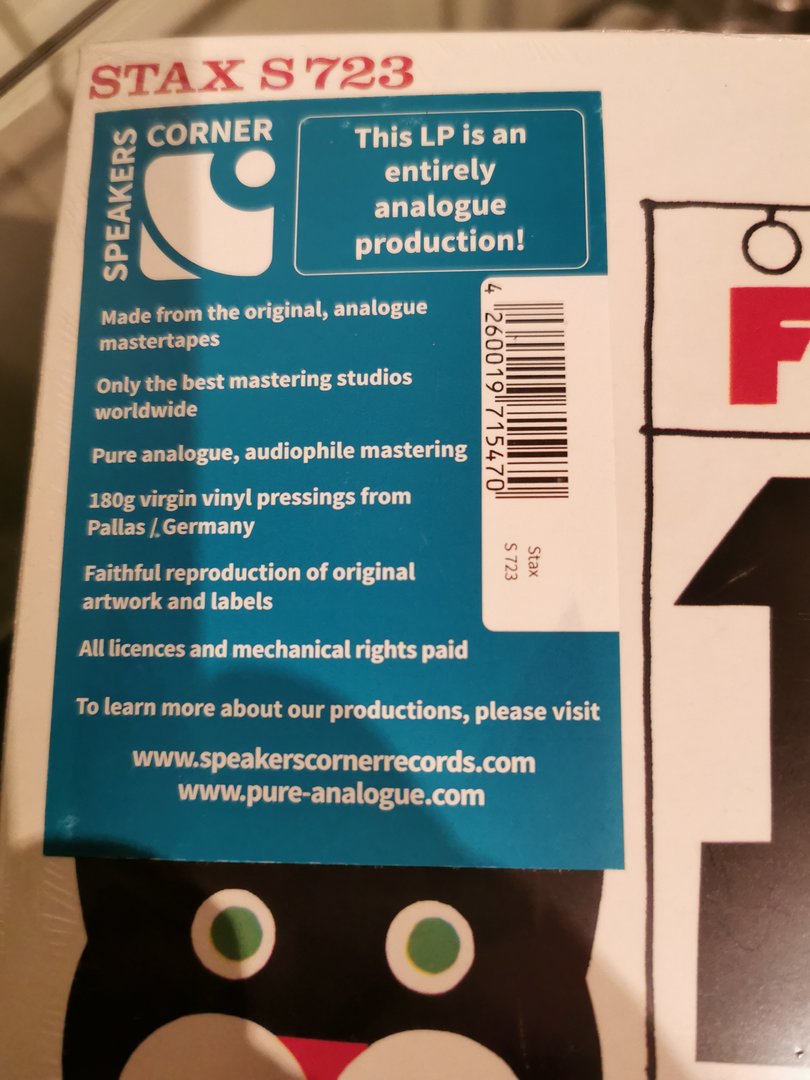 STAX S 723
SPEAKERS
CORNER
This LP is an
entirely
analogue
production!
Made from the original, analogue
mastertapes
Only the best mastering studios
worldwide
Pure analogue, audiophile mastering
180g virgin vinyl pressings from
Pallas / Germany
Faithful reproduction of original
artwork and labels
All licences and mechanical rights paid
To learn more about our productions, please visit
www.speakerscornerrecords.com
www.pure-analogue.com
4 260019 715470
Stax
S 723
F
1